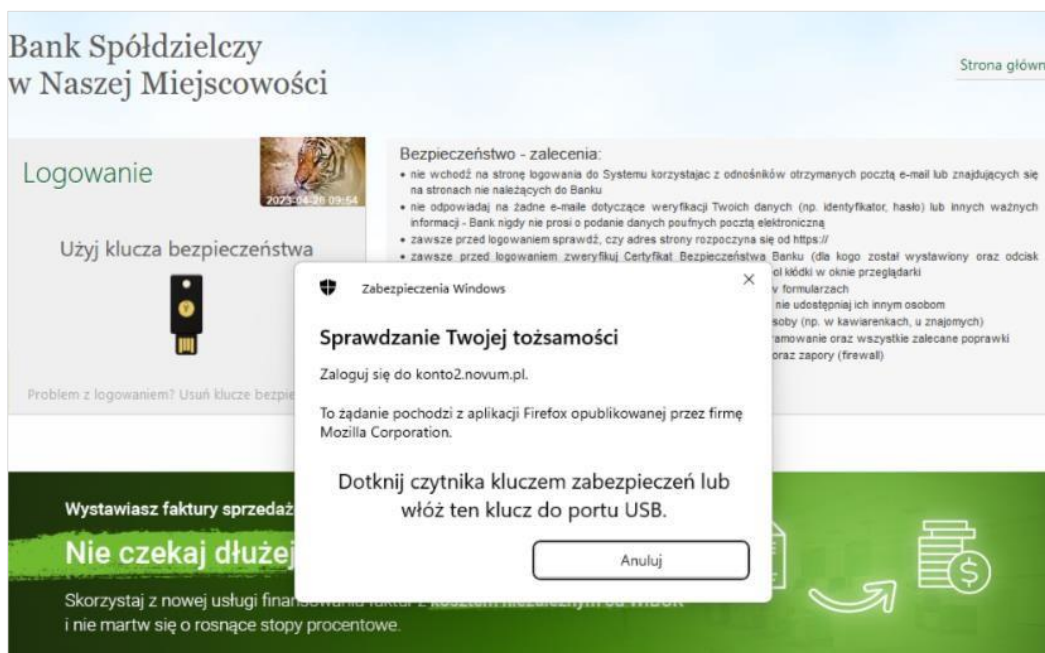 Bank Spółdzielczy
w Naszej Miejscowości
Strona główn
Logowanie
2023-04-26 09:54
Użyj klucza bezpieczeństwa
Problem z logowaniem? Usuń klucze bezpie
Bezpieczeństwo - zalecenia:
• nie wchodź na stronę logowania do Systemu korzystając z odnośników otrzymanych pocztą e-mail lub znajdujących się
na stronach nie należących do Banku
• nie odpowiadaj na żadne e-maile dotyczące weryfikacji Twoich danych (np. identyfikator, hasło) lub innych ważnych
informacji - Bank nigdy nie prosi o podanie danych poufnych pocztą elektroniczną
• zawsze przed logowaniem sprawdź, czy adres strony rozpoczyna się od https://
• zawsze przed logowaniem zweryfikuj Certyfikat Bezpieczeństwa Banku (dla kogo został wystawiony oraz odcisk
ol kłódki w oknie przeglądarki
w formularzach
nie udostępniaj ich innym osobom
soby (np. w kawiarenkach, u znajomych)
ramowanie oraz wszystkie zalecane poprawki
oraz zapory (firewall)
Zabezpieczenia Windows
Sprawdzanie Twojej tożsamości
Zaloguj się do konto2.novum.pl.
To żądanie pochodzi z aplikacji Firefox opublikowanej przez firmę
Mozilla Corporation.
Dotknij czytnika kluczem zabezpieczeń lub
włóż ten klucz do portu USB.
Anuluj
Wystawiasz faktury sprzedaż
Nie czekaj dłużej
Skorzystaj z nowej usługi finansowania faktur z kosztem niezależnym od WIBOR
i nie martw się o rosnące stopy procentowe.